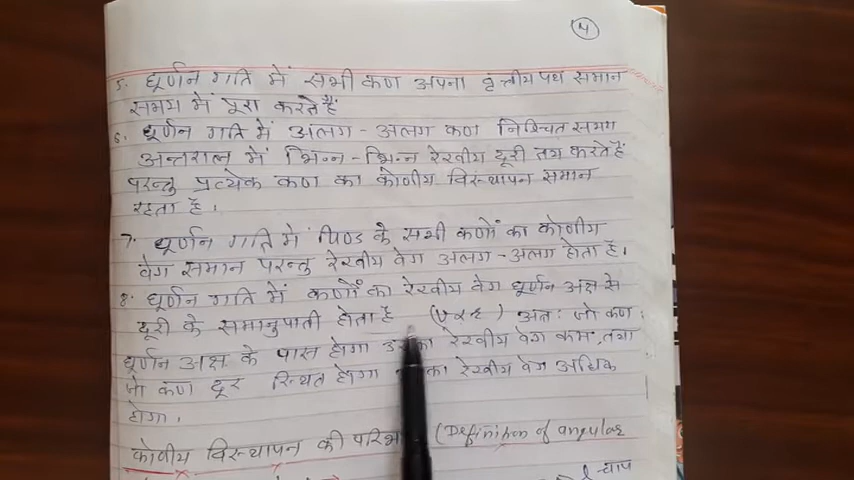 4
5. घूर्णन गति में सभी कण अपना वृत्तीय पथ समान
समय में पूरा करते हैं
6. घूर्णन गति में अलग - अलग कण निश्चित समय
अन्तराल में भिन्न - भिन्न रेखीय दूरी तय करते हैं
परन्तु प्रत्येक कण का कोणीय विस्थापन समान
रहता है।
7. घूर्णन गति में पिण्ड के सभी कणों का कोणीय
वेग समान परन्तु रेखीय वेग अलग - अलग होता है।
8. घूर्णन गति में कणों का रेखीय वेग घूर्णन अक्ष से
दूरी के समानुपाती होता है (v ∝ r) अतः जो कण
घूर्णन अक्ष के पास होगा का रेखीय वेग कम, तथा
जो कण दूर स्थित होगा का रेखीय वेग अधिक
होगा।
कोणीय विस्थापन की (Definition of angular
चाप